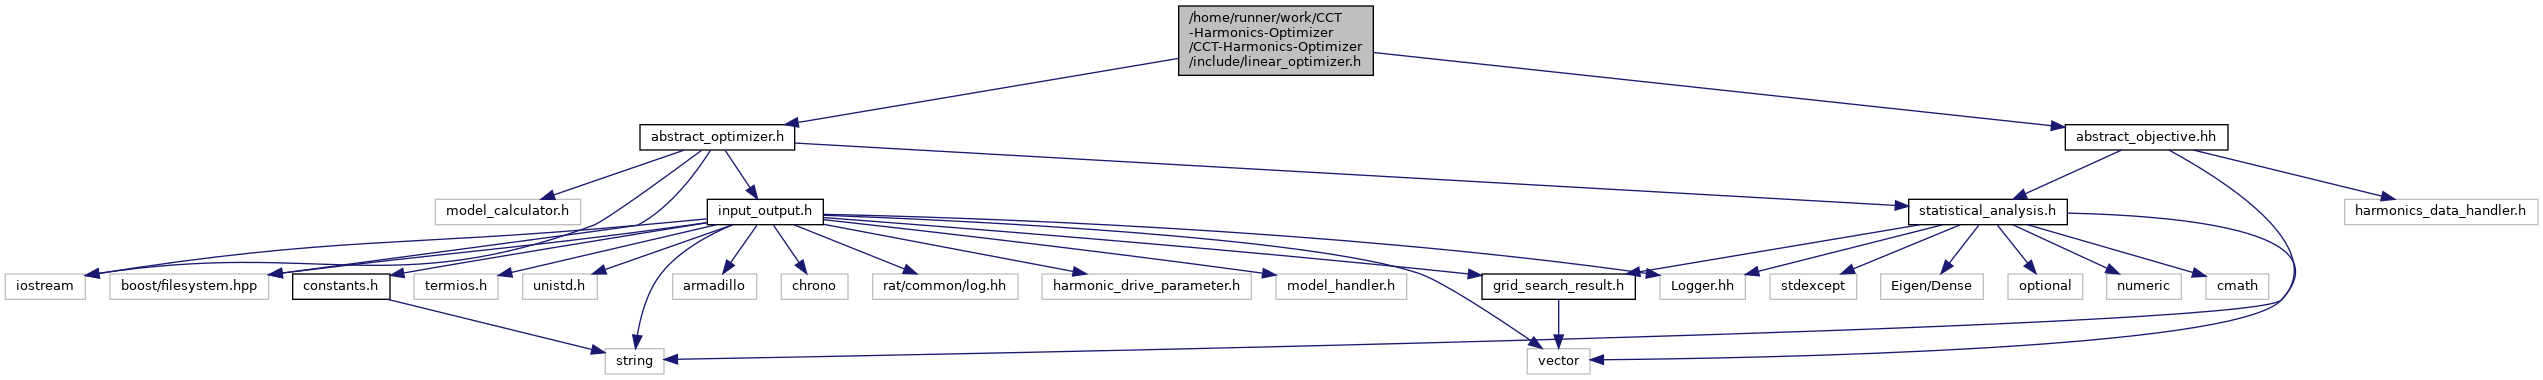 /home/runner/work/CCT
-Harmonics-Optimizer
/CCT-Harmonics-Optimizer
/include/linear_optimizer.h
abstract_optimizer.h
abstract_objective.hh
model_calculator.h
input_output.h
statistical_analysis.h
harmonics_data_handler.h
iostream
boost/filesystem.hpp
constants.h
termios.h
unistd.h
armadillo
chrono
rat/common/log.hh
harmonic_drive_parameter.h
model_handler.h
grid_search_result.h
Logger.hh
stdexcept
Eigen/Dense
optional
numeric
cmath
string
vector